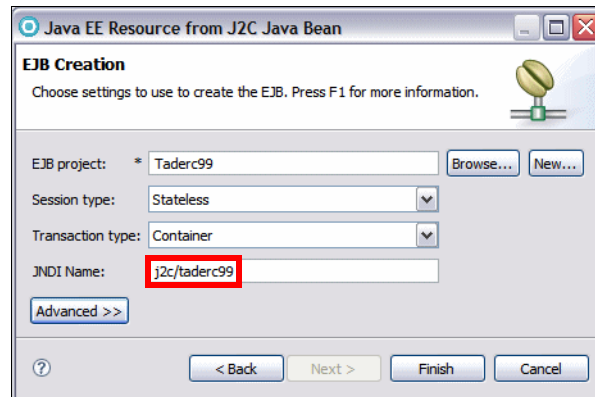 Java EE Resource from J2C Java Bean
EJB Creation
Choose settings to use to create the EJB. Press F1 for more information.
EJB project: * Taderc99 Browse... New...
Session type: Stateless
Transaction type: Container
JNDI Name: j2c/taderc99
Advanced >>
? < Back Next > Finish Cancel